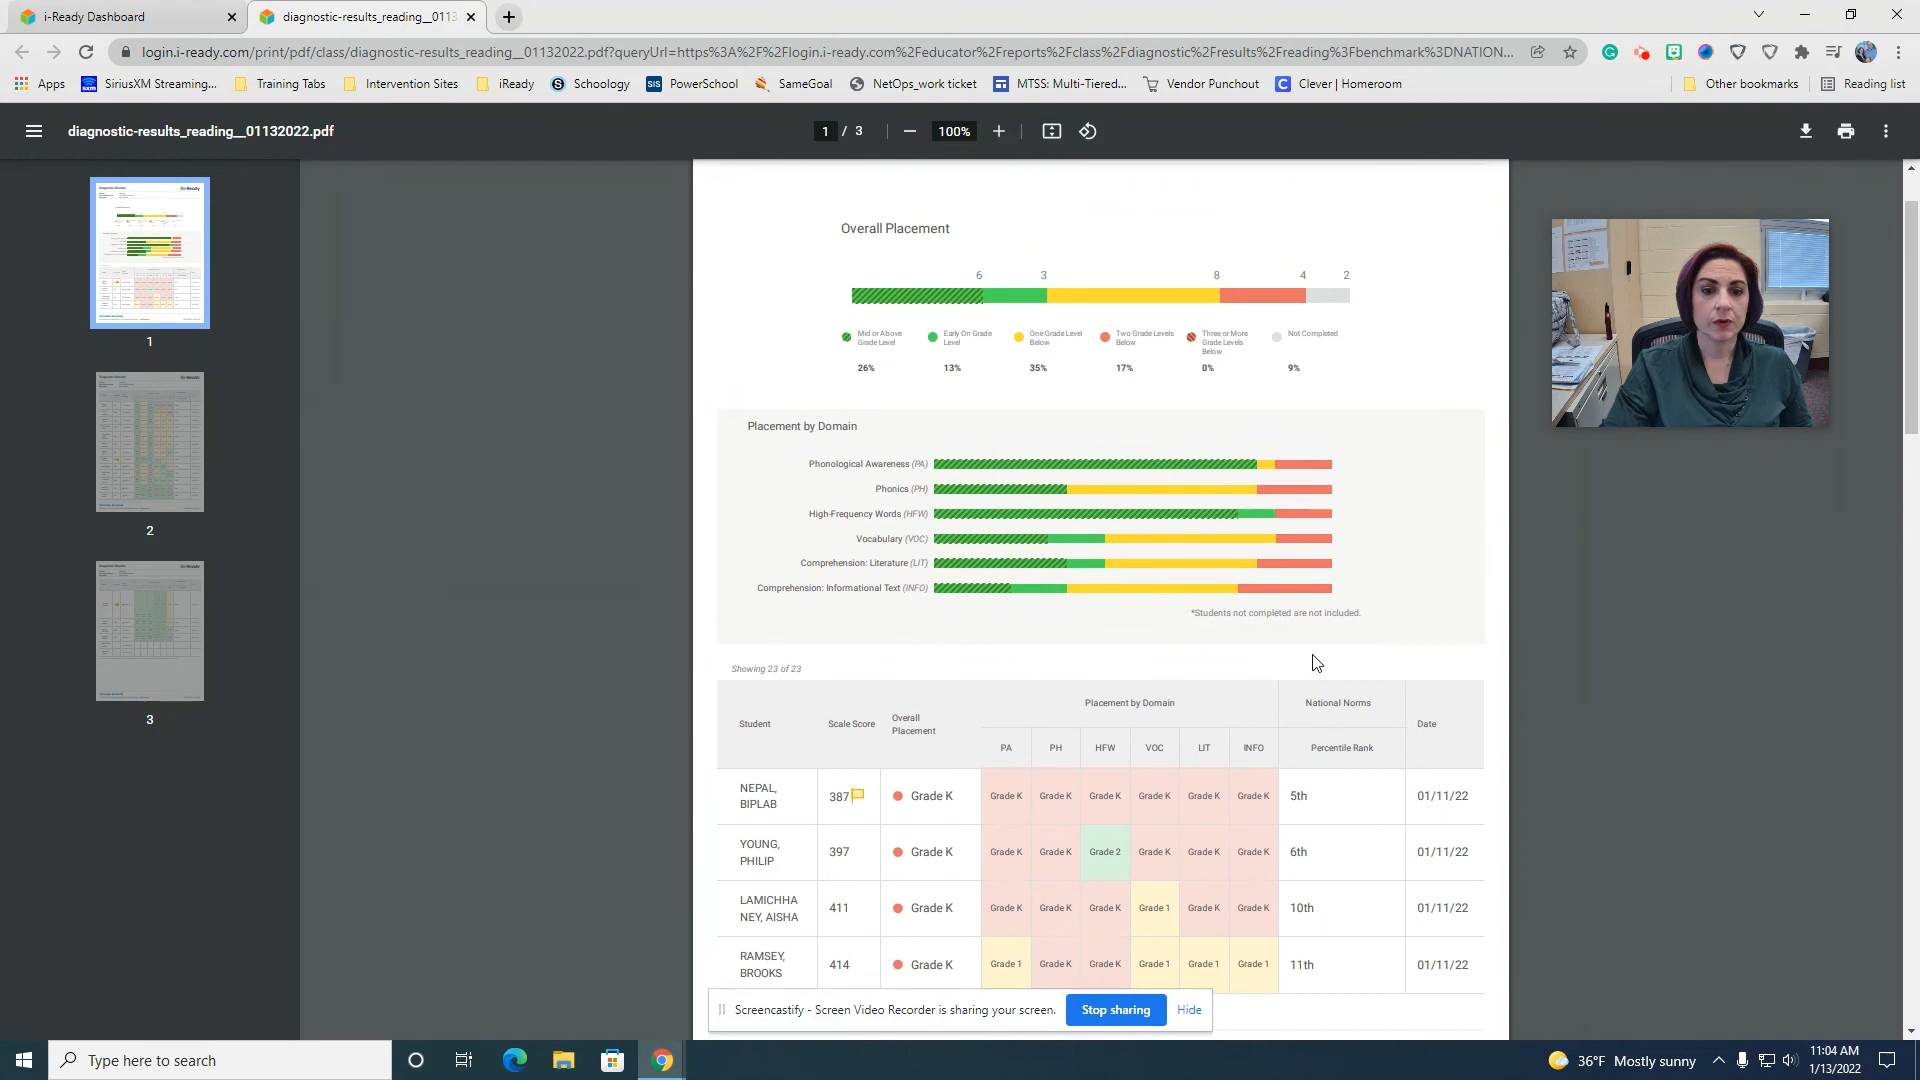 i-Ready Dashboard
diagnostic-results_reading__0113
login.i-ready.com/print/pdf/class/diagnostic-results_reading__01132022.pdf?queryUrl=https%3A%2F%2Flogin.i-ready.com%2Feducator%2Freports%2Fclass%2Fdiagnostic%2Fresults%2Freading%3Fbenchmark%3DNATION...
Apps SiriusXM Streaming... Training Tabs Intervention Sites iReady Schoology PowerSchool SameGoal NetOps_work ticket MTSS: Multi-Tiered... Vendor Punchout Clever | Homeroom Other bookmarks Reading list
diagnostic-results_reading__01132022.pdf 1 / 3 100%
1
2
3
Overall Placement
6 3 8 4 2
Mid or Above Grade Level
Early On Grade Level
One Grade Level Below
Two Grade Levels Below
Three or More Grade Levels Below
Not Completed
26% 13% 35% 17% 0% 9%
Placement by Domain
Phonological Awareness (PA)
Phonics (PH)
High-Frequency Words (HFW)
Vocabulary (VOC)
Comprehension: Literature (LIT)
Comprehension: Informational Text (INFO)
*Students not completed are not included.
Showing 23 of 23
Student Scale Score Overall Placement Placement by Domain National Norms Date
PA PH HFW VOC LIT INFO Percentile Rank
NEPAL, BIPLAB 387 Grade K Grade K Grade K Grade K Grade K Grade K Grade K 5th 01/11/22
YOUNG, PHILIP 397 Grade K Grade K Grade K Grade 2 Grade K Grade K Grade K 6th 01/11/22
LAMICHHA NEY, AISHA 411 Grade K Grade K Grade K Grade K Grade 1 Grade K Grade K 10th 01/11/22
RAMSEY, BROOKS 414 Grade K Grade 1 Grade K Grade K Grade 1 Grade 1 Grade 1 11th 01/11/22
Screencastify - Screen Video Recorder is sharing your screen. Stop sharing Hide
Type here to search
36°F Mostly sunny
11:04 AM
1/13/2022